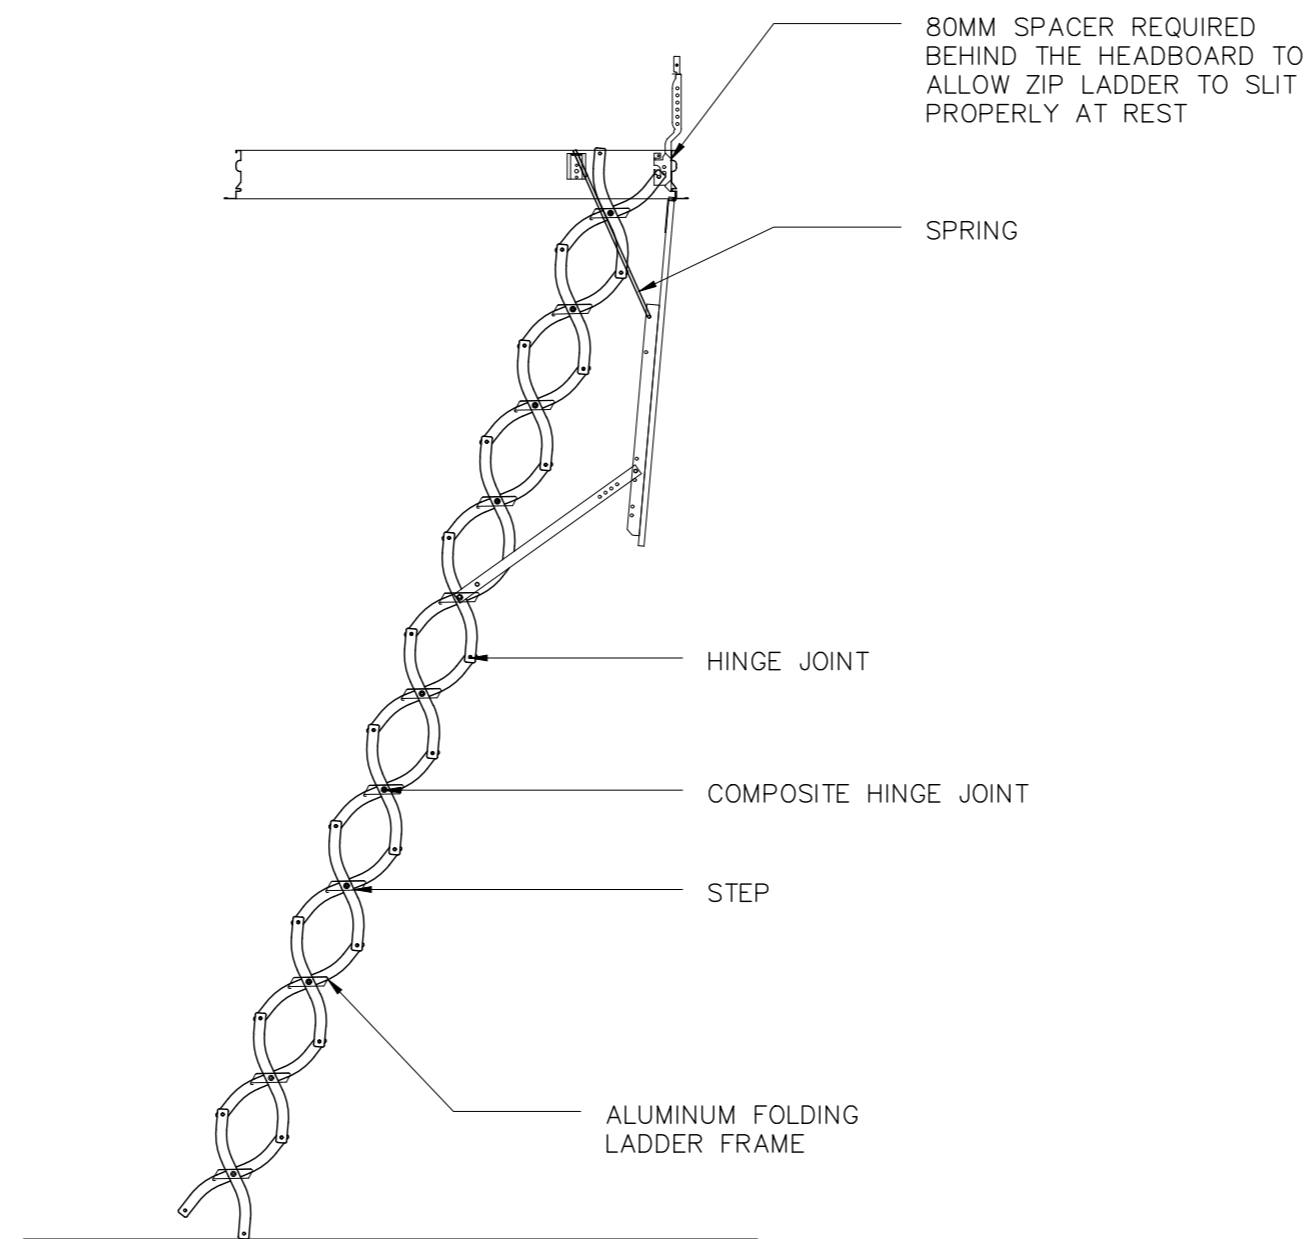 80MM SPACER REQUIRED
BEHIND THE HEADBOARD TO
ALLOW ZIP LADDER TO SLIT
PROPERLY AT REST
SPRING
HINGE JOINT
COMPOSITE HINGE JOINT
STEP
ALUMINUM FOLDING
LADDER FRAME